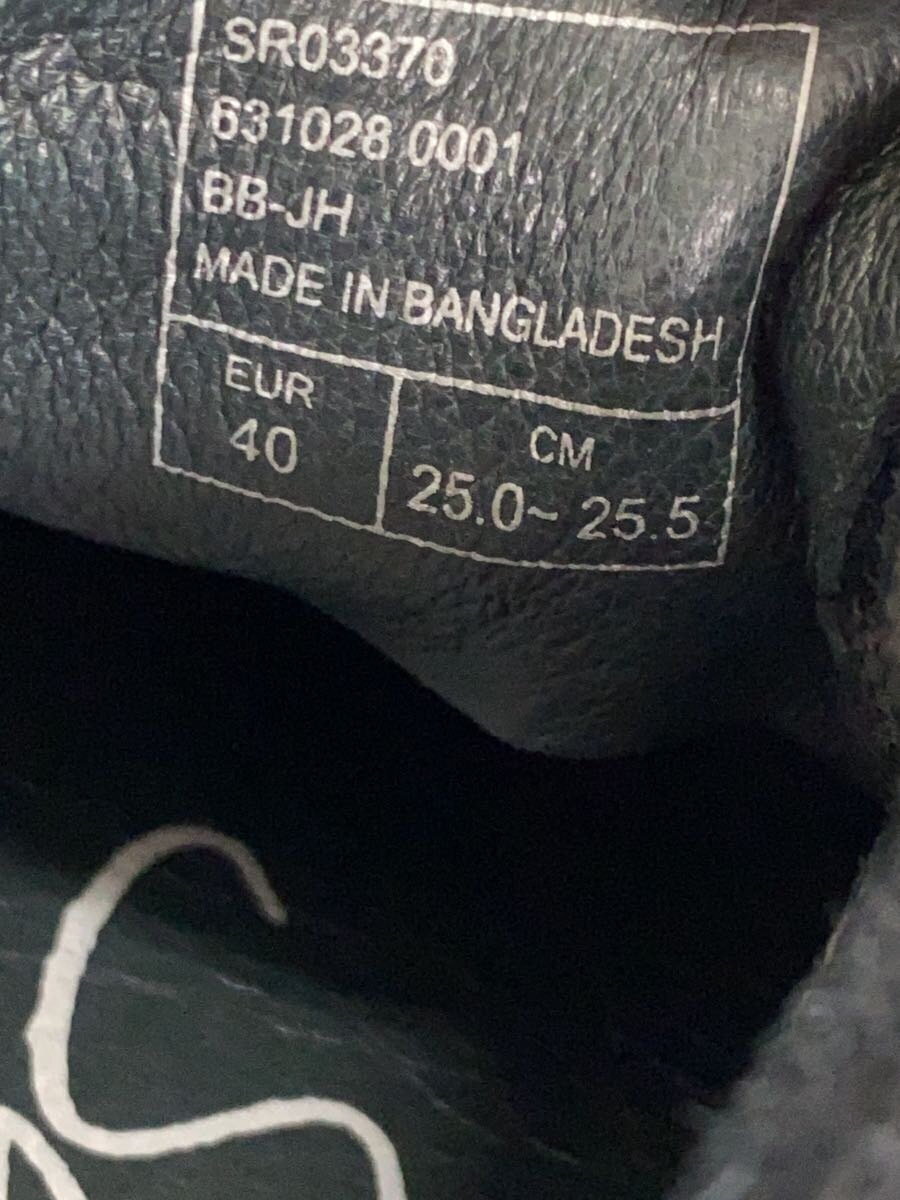 SR03370
631028 0001
BB-JH
MADE IN BANGLADESH
EUR
40
CM
25.0~ 25.5